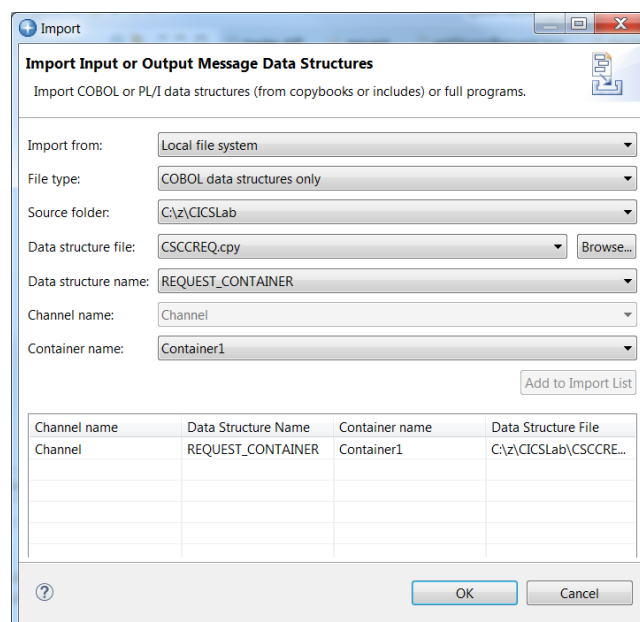 Import
Import Input or Output Message Data Structures
Import COBOL or PL/I data structures (from copybooks or includes) or full programs.
Import from: Local file system
File type: COBOL data structures only
Source folder: C:\z\CICSLab
Data structure file: CSCCREQ.cpy Browse...
Data structure name: REQUEST_CONTAINER
Channel name: Channel
Container name: Container1
Add to Import List
Channel name Data Structure Name Container name Data Structure File
Channel REQUEST_CONTAINER Container1 C:\z\CICSLab\CSCCRE...
OK Cancel